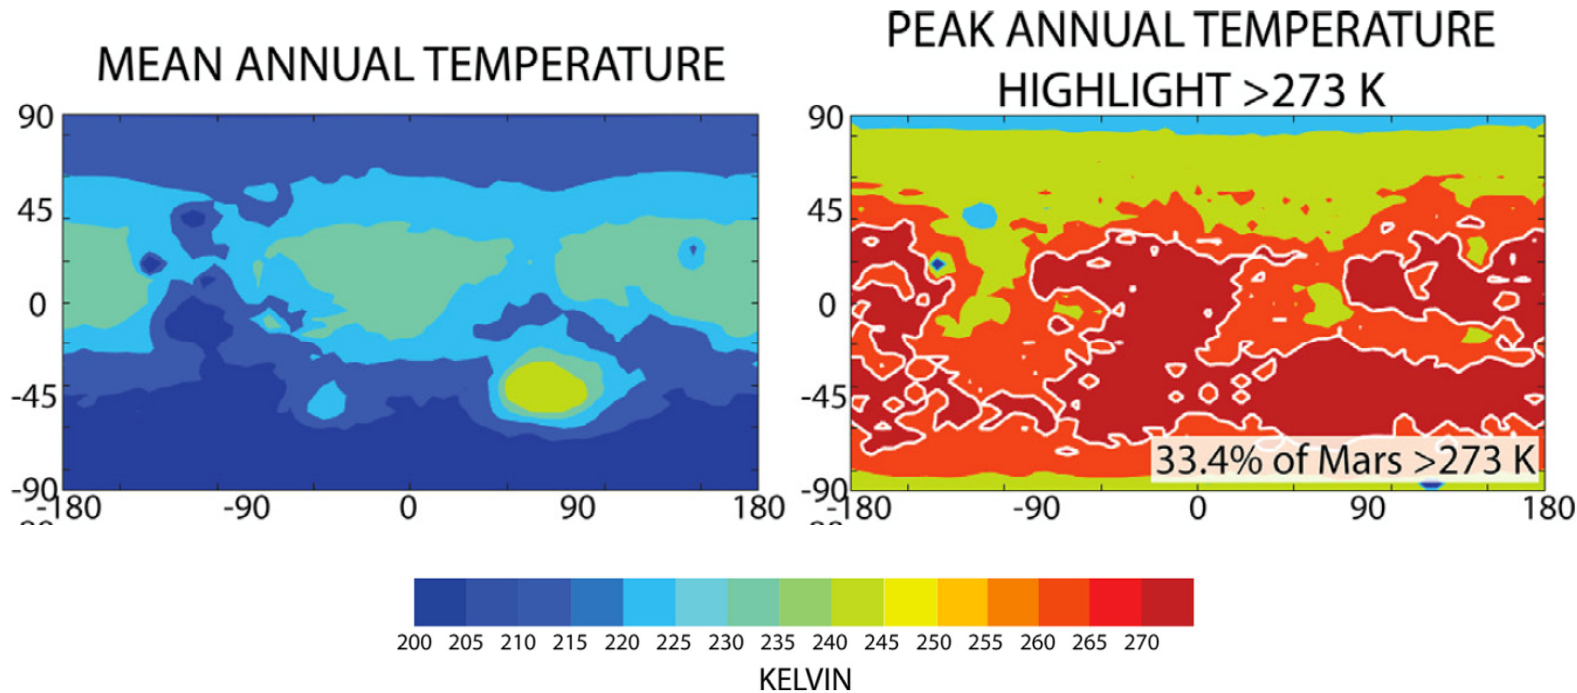 MEAN ANNUAL TEMPERATURE
PEAK ANNUAL TEMPERATURE
HIGHLIGHT >273 K
90
45
0
-45
-90
-180 -90 0 90 180
90
45
0
-45
-90
33.4% of Mars >273 K
-180 -90 0 90 180
200 205 210 215 220 225 230 235 240 245 250 255 260 265 270
KELVIN